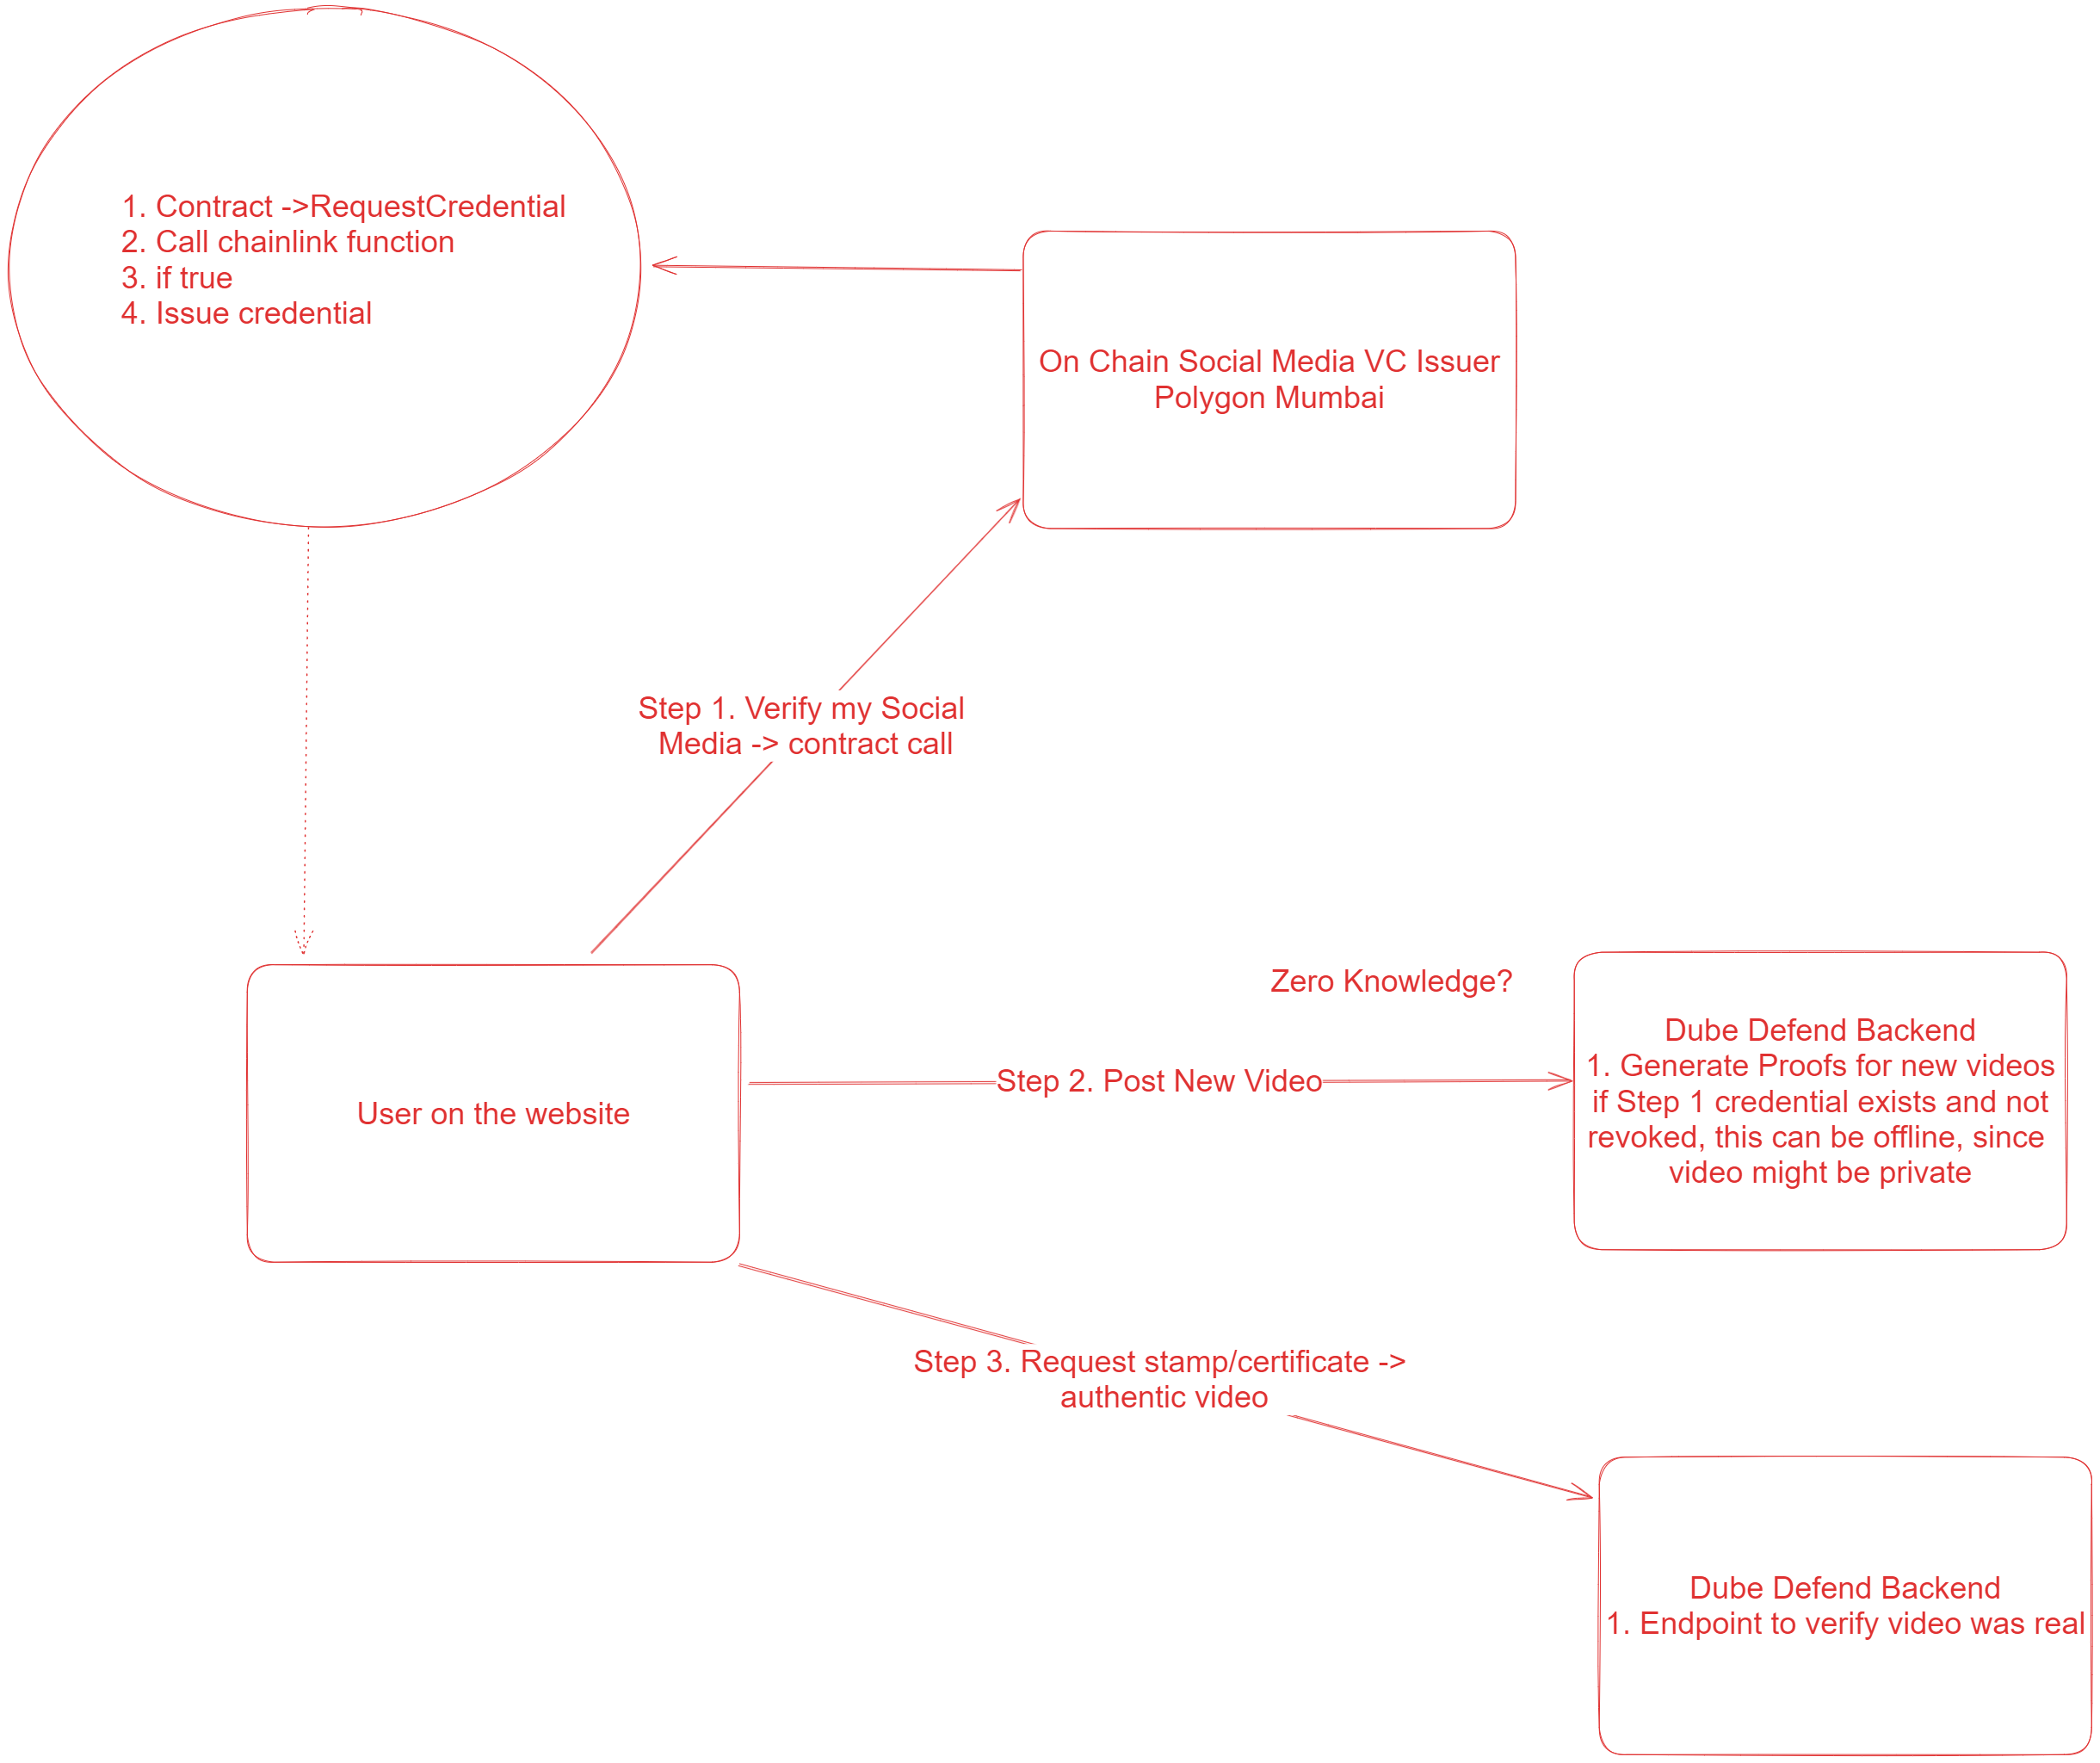 1. Contract ->RequestCredential
2. Call chainlink function
3. if true
4. Issue credential
On Chain Social Media VC Issuer
Polygon Mumbai
Step 1. Verify my Social
Media -> contract call
User on the website
Zero Knowledge?
Step 2. Post New Video
Dube Defend Backend
1. Generate Proofs for new videos
if Step 1 credential exists and not
revoked, this can be offline, since
video might be private
Step 3. Request stamp/certificate ->
authentic video
Dube Defend Backend
1. Endpoint to verify video was real